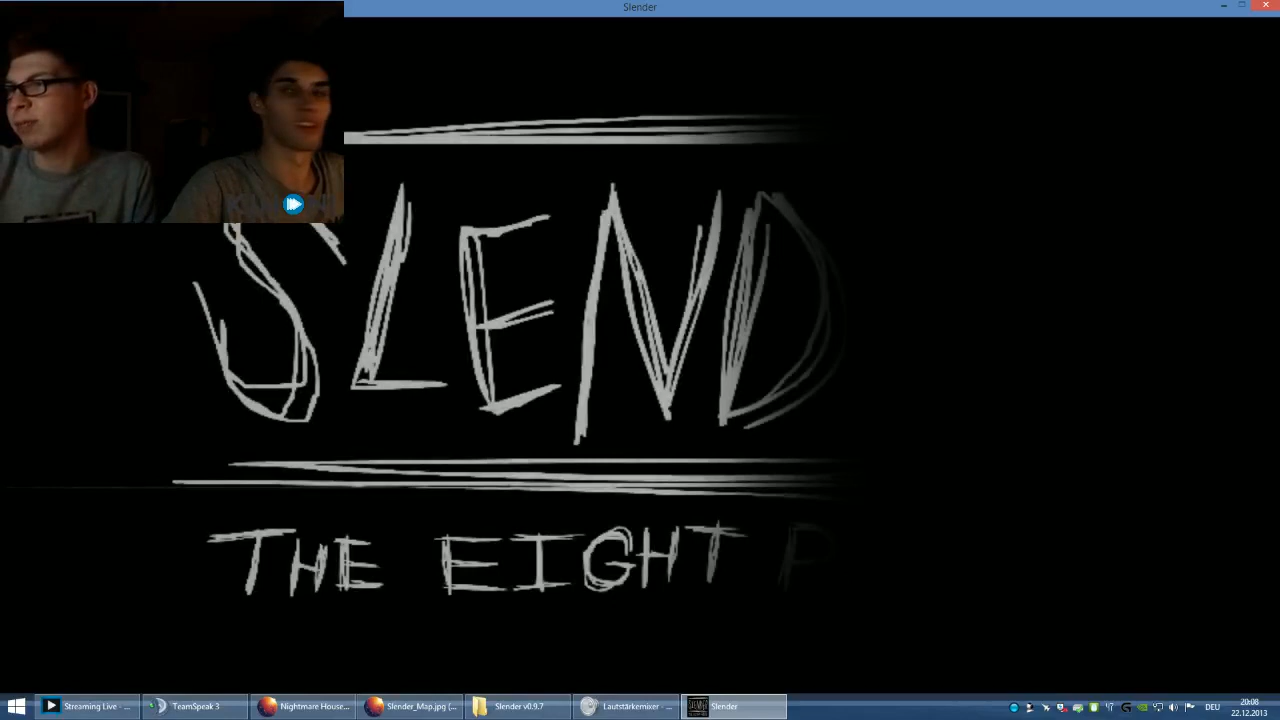 Slender
SLEND
THE EIGHT P
Streaming Live - ...
TeamSpeak 3
Nightmare House...
Slender_Map.jpg (...
Slender v0.9.7
Lautstärkemixer - ...
Slender
DEU
20:08
22.12.2013